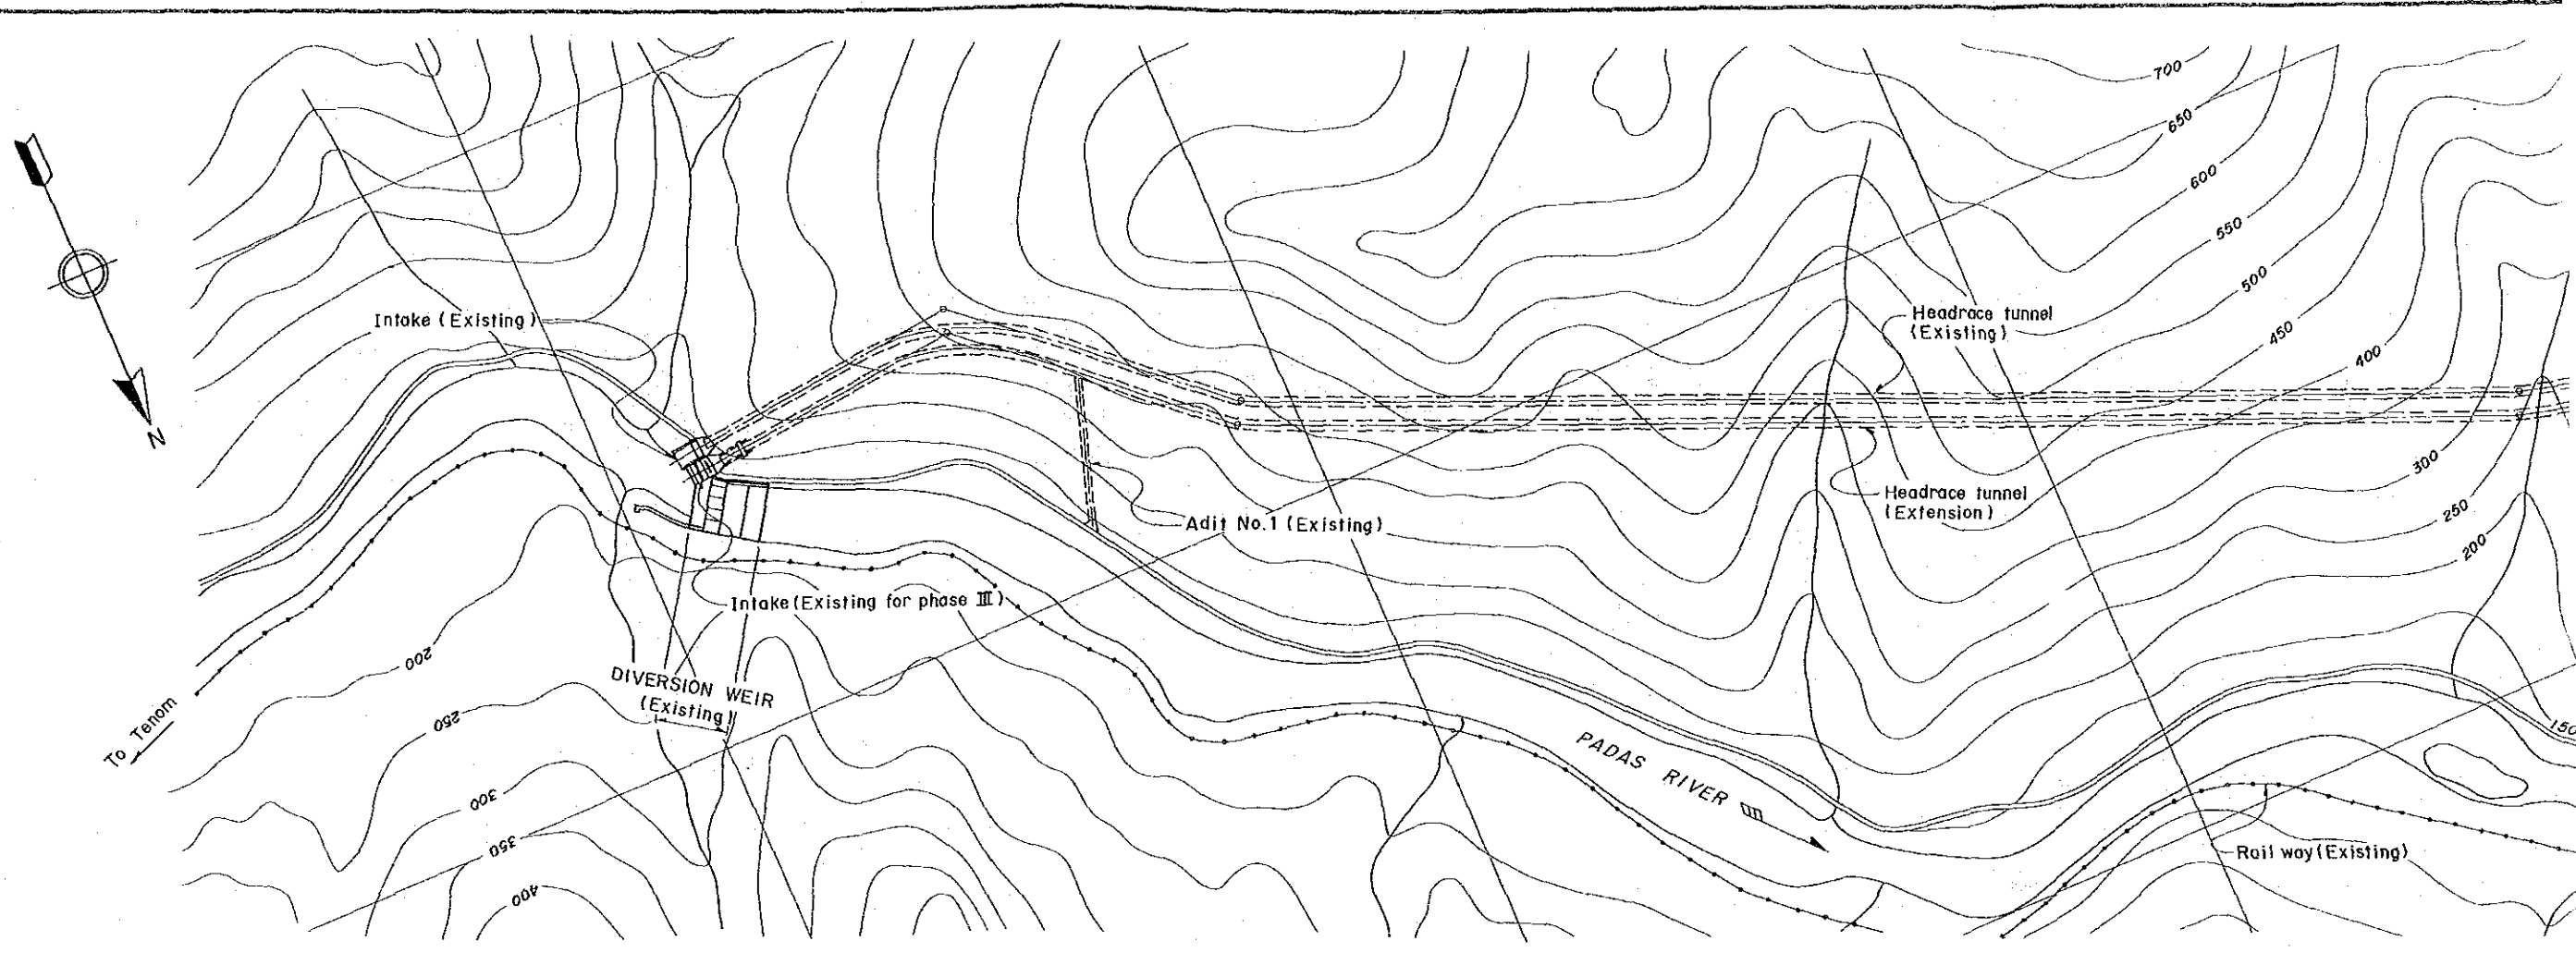 700
650
600
550
500
450
400
300
250
200
150
N
Intake (Existing)
Headrace tunnel
(Existing)
Headrace tunnel
(Extension)
Adit No.1 (Existing)
Intake (Existing for phase III)
DIVERSION WEIR
(Existing)
200
250
300
350
400
To Tenom
PADAS RIVER
Rail way (Existing)